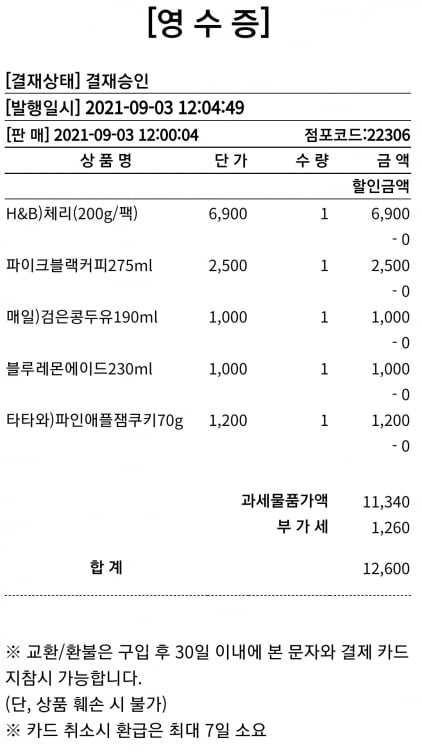 [영 수 증]
[결재상태] 결재승인
[발행일시] 2021-09-03 12:04:49
[판 매] 2021-09-03 12:00:04 점포코드:22306
상 품 명 단 가 수 량 금 액
할인금액
H&B)체리(200g/팩) 6,900 1 6,900
- 0
파이크블랙커피275ml 2,500 1 2,500
- 0
매일)검은콩두유190ml 1,000 1 1,000
- 0
블루레몬에이드230ml 1,000 1 1,000
- 0
타타와)파인애플잼쿠키70g 1,200 1 1,200
- 0
과세물품가액 11,340
부 가 세 1,260
합 계 12,600
※ 교환/환불은 구입 후 30일 이내에 본 문자와 결제 카드
지참시 가능합니다.
(단, 상품 훼손 시 불가)
※ 카드 취소시 환급은 최대 7일 소요